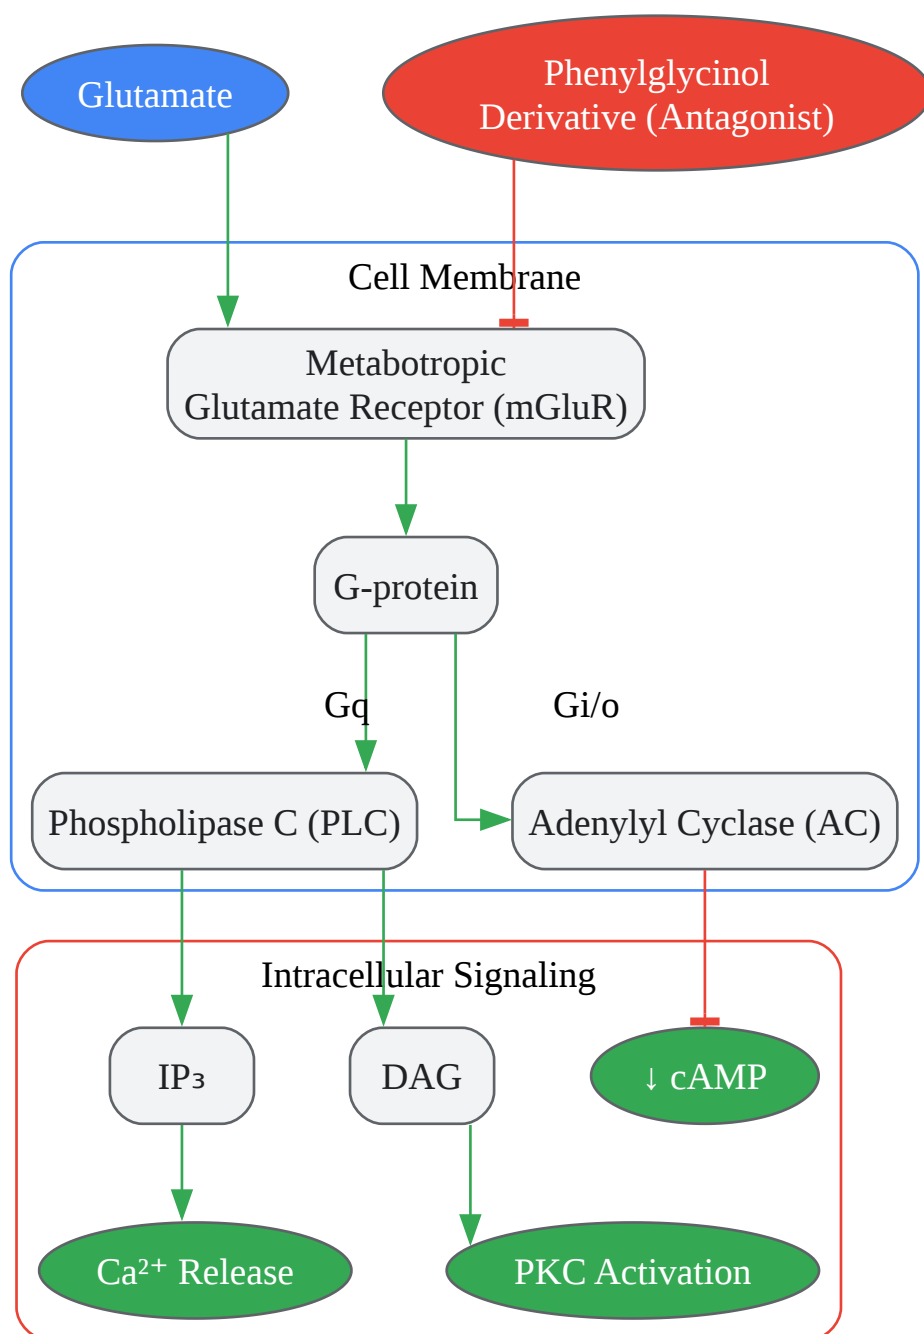 Glutamate
Phenylglycinol
Derivative (Antagonist)
Cell Membrane
Metabotropic
Glutamate Receptor (mGluR)
G-protein
Gq
Gi/o
Phospholipase C (PLC)
Adenylyl Cyclase (AC)
Intracellular Signaling
IP₃
DAG
↓ cAMP
Ca²⁺ Release
PKC Activation